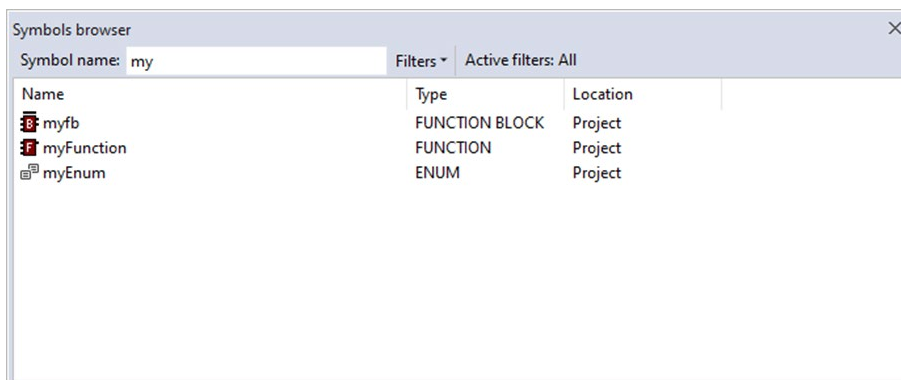 Symbols browser
Symbol name: my Filters Active filters: All
Name Type Location
B myfb FUNCTION BLOCK Project
F myFunction FUNCTION Project
myEnum ENUM Project